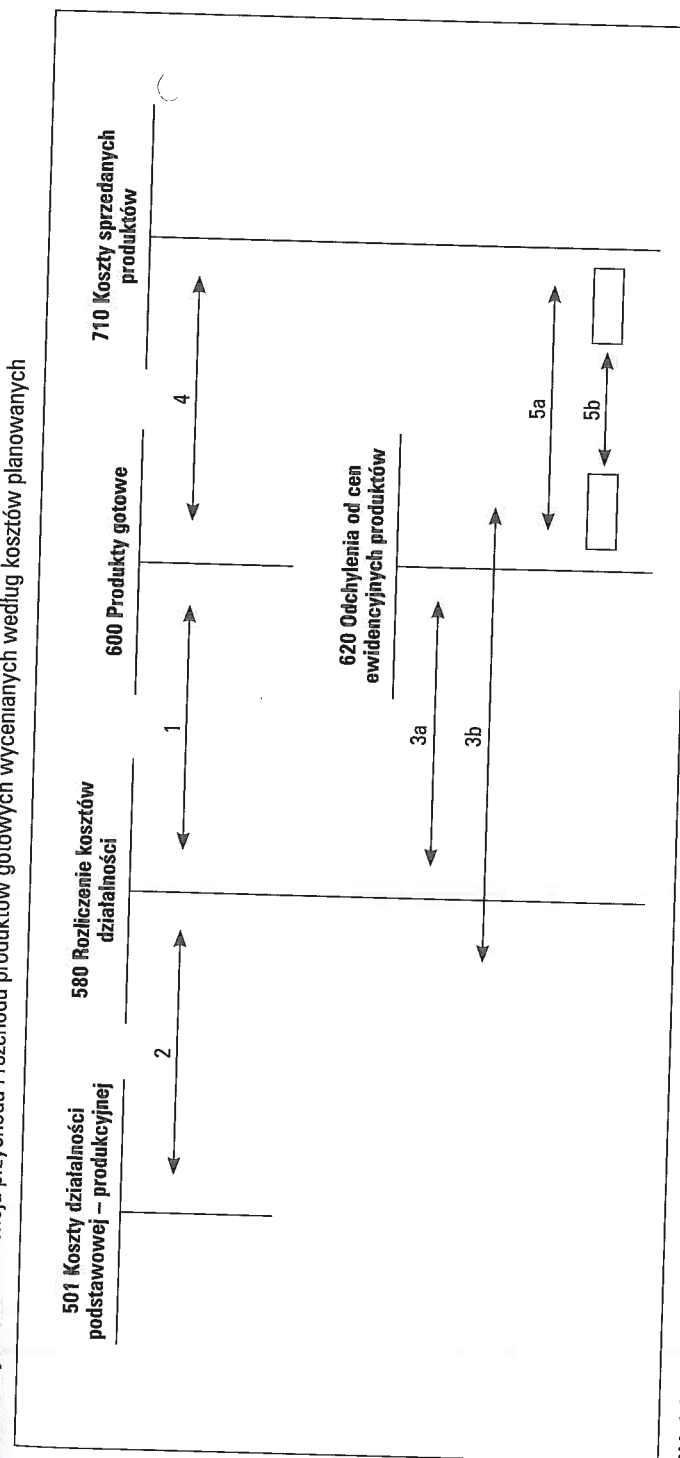 ewidencja przychodu i rozchodu produktów gotowych wycenianych według kosztów planowanych
501 Koszty działalności
podstawowej – produkcyjnej
580 Rozliczenie kosztów
działalności
600 Produkty gotowe
710 Koszty sprzedanych
produktów
2
1
4
620 Odchylenia od cen
ewidencyjnych produktów
3a
3b
5a
5b